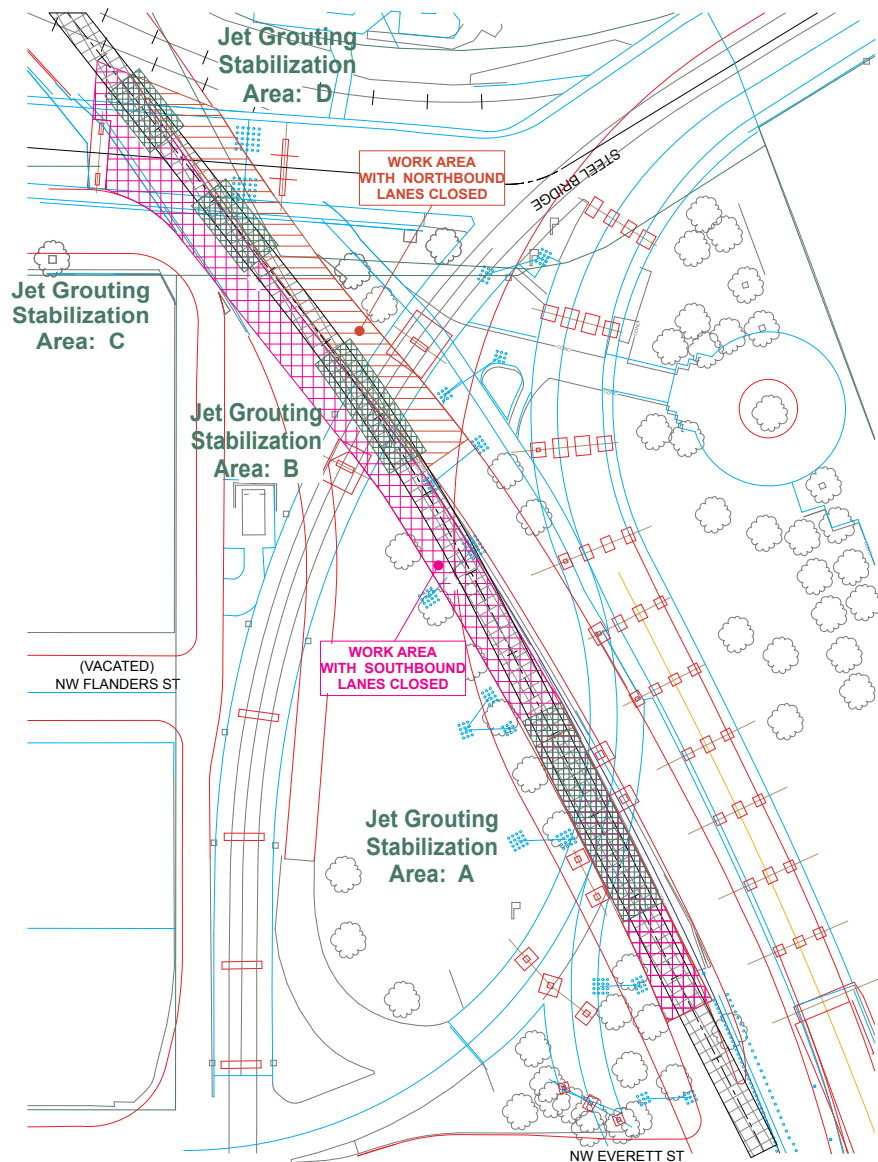 Jet Grouting
Stabilization
Area: D
WORK AREA
WITH NORTHBOUND
LANES CLOSED
STEEL BRIDGE
Jet Grouting
Stabilization
Area: C
Jet Grouting
Stabilization
Area: B
WORK AREA
WITH SOUTHBOUND
LANES CLOSED
(VACATED)
NW FLANDERS ST
Jet Grouting
Stabilization
Area: A
NW EVERETT ST